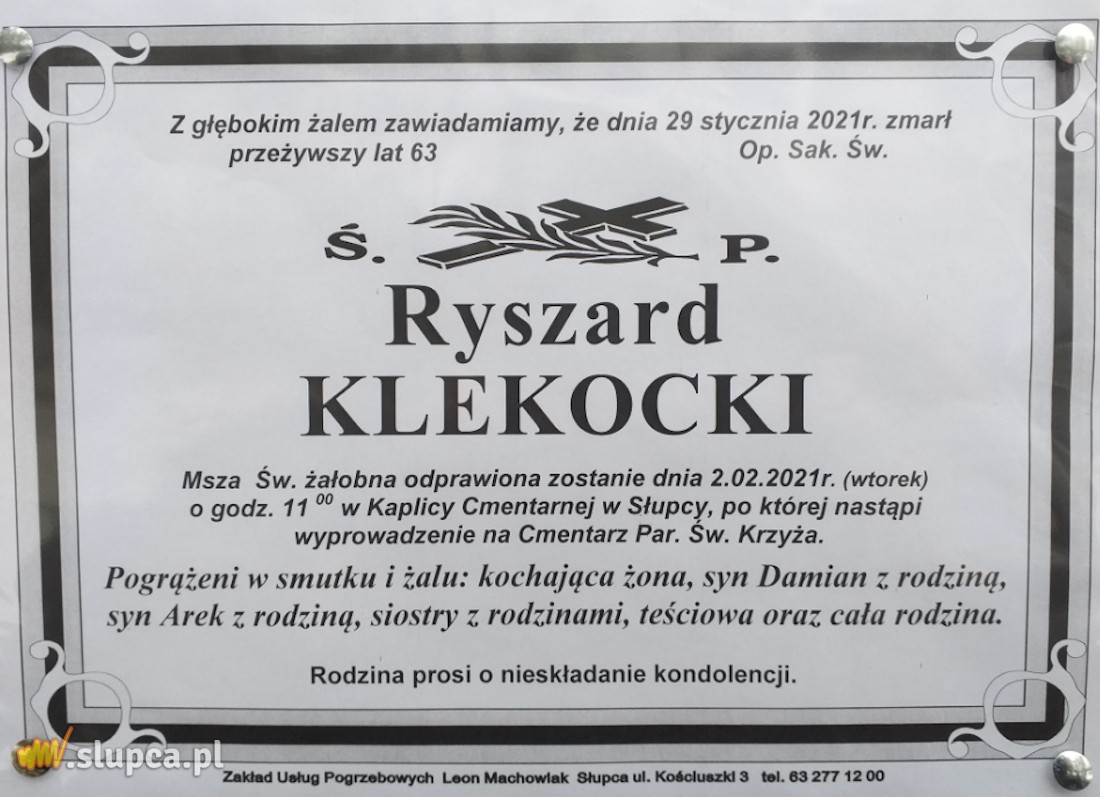 Z głębokim żalem zawiadamiamy, że dnia 29 stycznia 2021r. zmarł
przeżywszy lat 63 Op. Sak. Św.
Ś. P.
Ryszard
KLEKOCKI
Msza Św. żałobna odprawiona zostanie dnia 2.02.2021r. (wtorek)
o godz. 11 00 w Kaplicy Cmentarnej w Słupcy, po której nastąpi
wyprowadzenie na Cmentarz Par. Św. Krzyża.
Pogrążeni w smutku i żalu: kochająca żona, syn Damian z rodziną,
syn Arek z rodziną, siostry z rodzinami, teściowa oraz cała rodzina.
Rodzina prosi o nieskładanie kondolencji.
.slupca.pl
Zakład Usług Pogrzebowych Leon Machowiak Słupca ul. Kościuszki 3 tel. 63 277 12 00